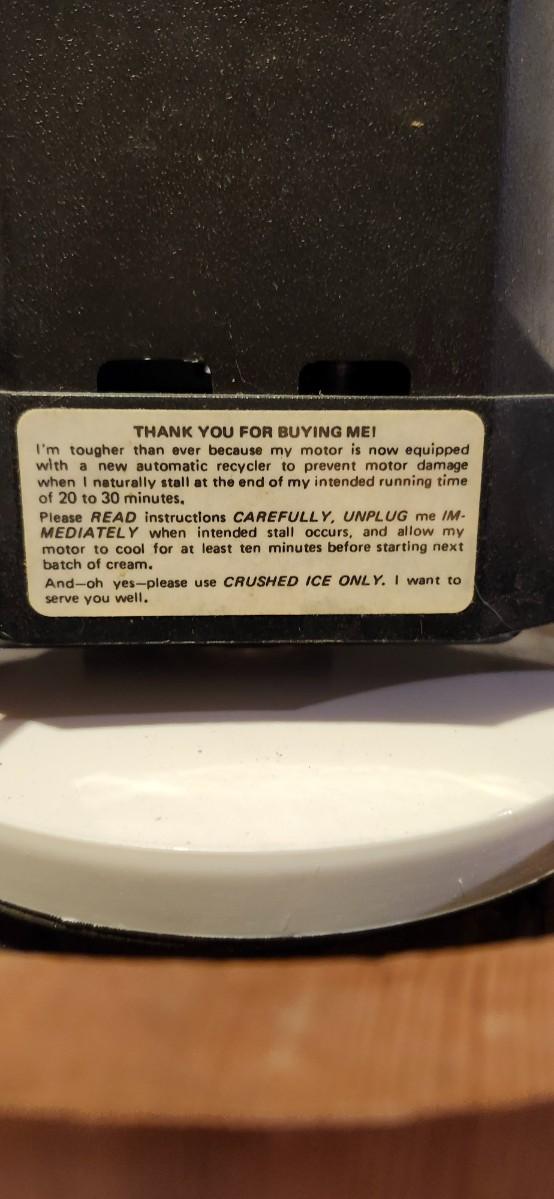 THANK YOU FOR BUYING ME!
I'm tougher than ever because my motor is now equipped
with a new automatic recycler to prevent motor damage
when I naturally stall at the end of my intended running time
of 20 to 30 minutes.
Please READ instructions CAREFULLY, UNPLUG me IM-
MEDIATELY when intended stall occurs, and allow my
motor to cool for at least ten minutes before starting next
batch of cream.
And—oh yes—please use CRUSHED ICE ONLY. I want to
serve you well.